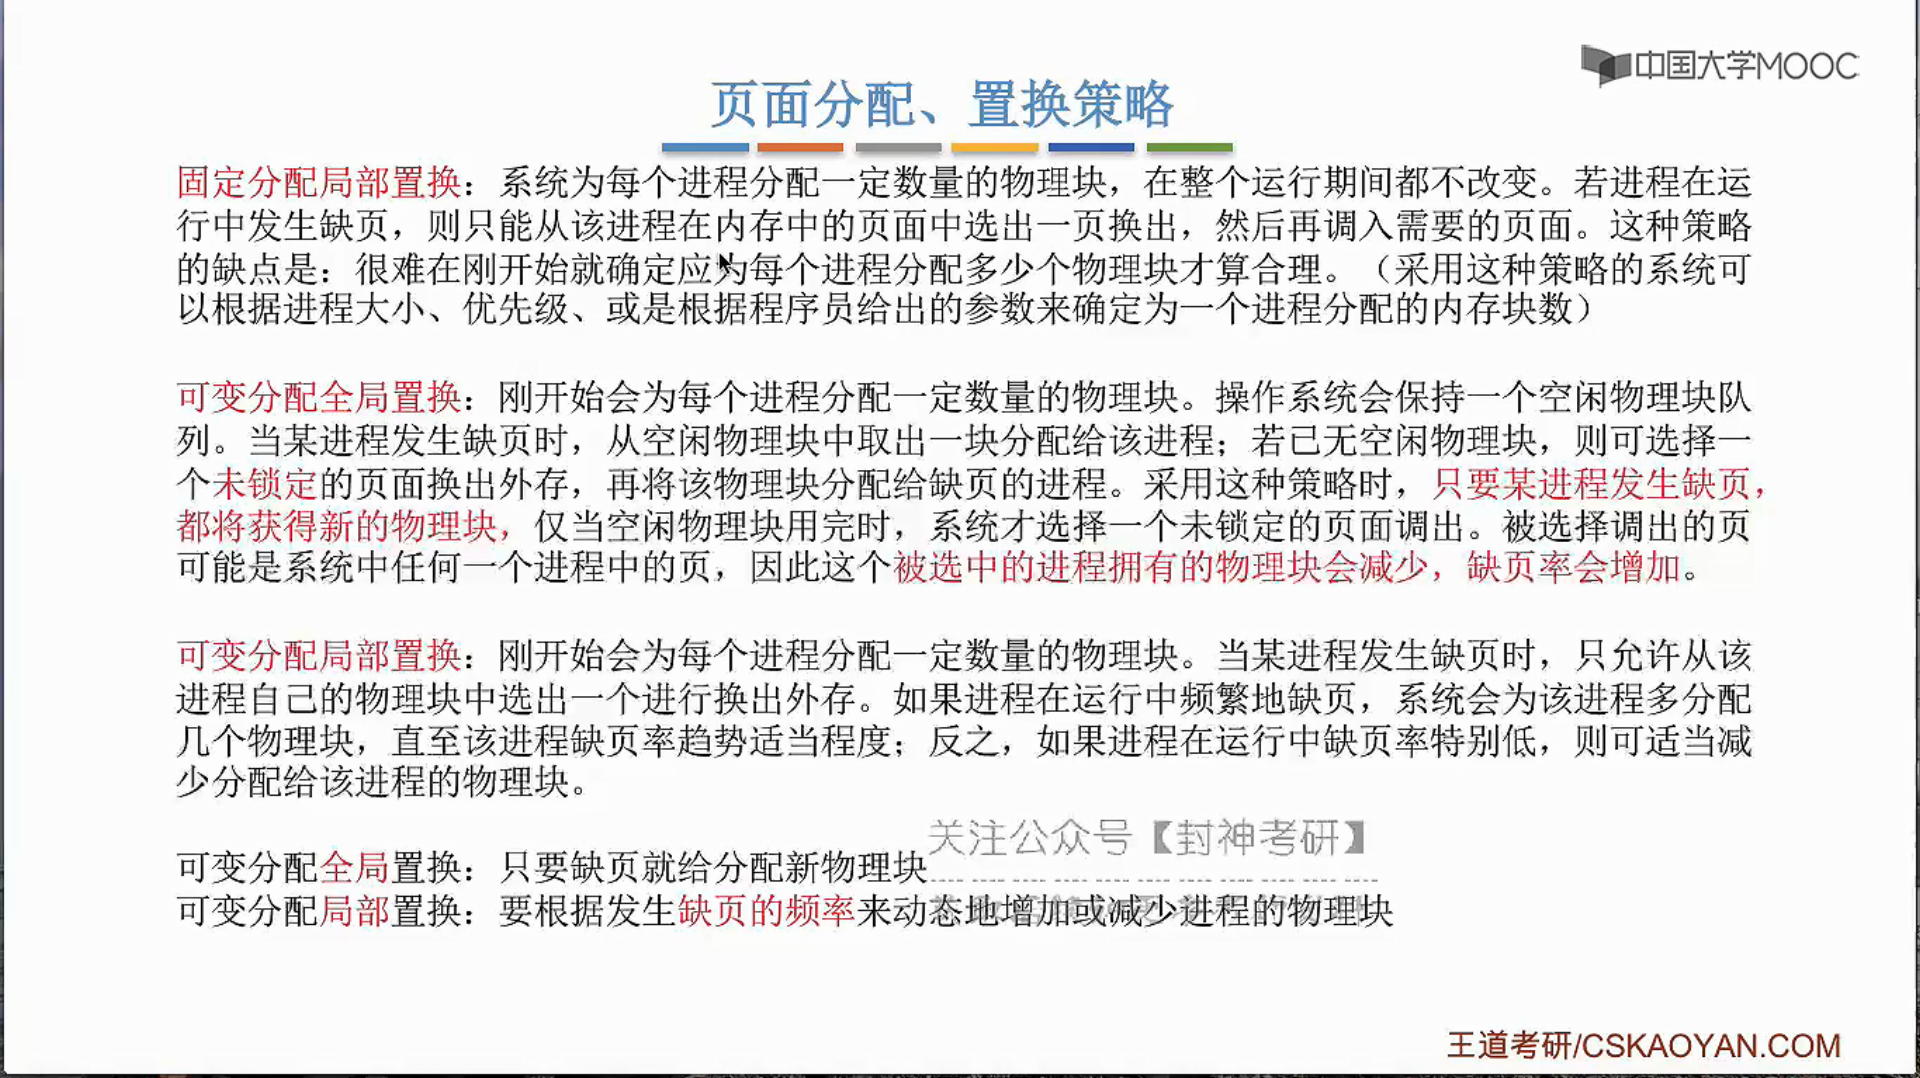 中国大学MOOC
页面分配、置换策略
固定分配局部置换：系统为每个进程分配一定数量的物理块，在整个运行期间都不改变。若进程在运
行中发生缺页，则只能从该进程在内存中的页面中选出一页换出，然后再调入需要的页面。这种策略
的缺点是：很难在刚开始就确定应为每个进程分配多少个物理块才算合理。（采用这种策略的系统可
以根据进程大小、优先级、或是根据程序员给出的参数来确定为一个进程分配的内存块数）
可变分配全局置换：刚开始会为每个进程分配一定数量的物理块。操作系统会保持一个空闲物理块队
列。当某进程发生缺页时，从空闲物理块中取出一块分配给该进程；若已无空闲物理块，则可选择一
个未锁定的页面换出外存，再将该物理块分配给缺页的进程。采用这种策略时，只要某进程发生缺页，
都将获得新的物理块，仅当空闲物理块用完时，系统才选择一个未锁定的页面调出。被选择调出的页
可能是系统中任何一个进程中的页，因此这个被选中的进程拥有的物理块会减少，缺页率会增加。
可变分配局部置换：刚开始会为每个进程分配一定数量的物理块。当某进程发生缺页时，只允许从该
进程自己的物理块中选出一个进行换出外存。如果进程在运行中频繁地缺页，系统会为该进程多分配
几个物理块，直至该进程缺页率趋势适当程度；反之，如果进程在运行中缺页率特别低，则可适当减
少分配给该进程的物理块。
关注公众号【封神考研】
可变分配全局置换：只要缺页就给分配新物理块
可变分配局部置换：要根据发生缺页的频率来动态地增加或减少进程的物理块
王道考研/CSKAOYAN.COM